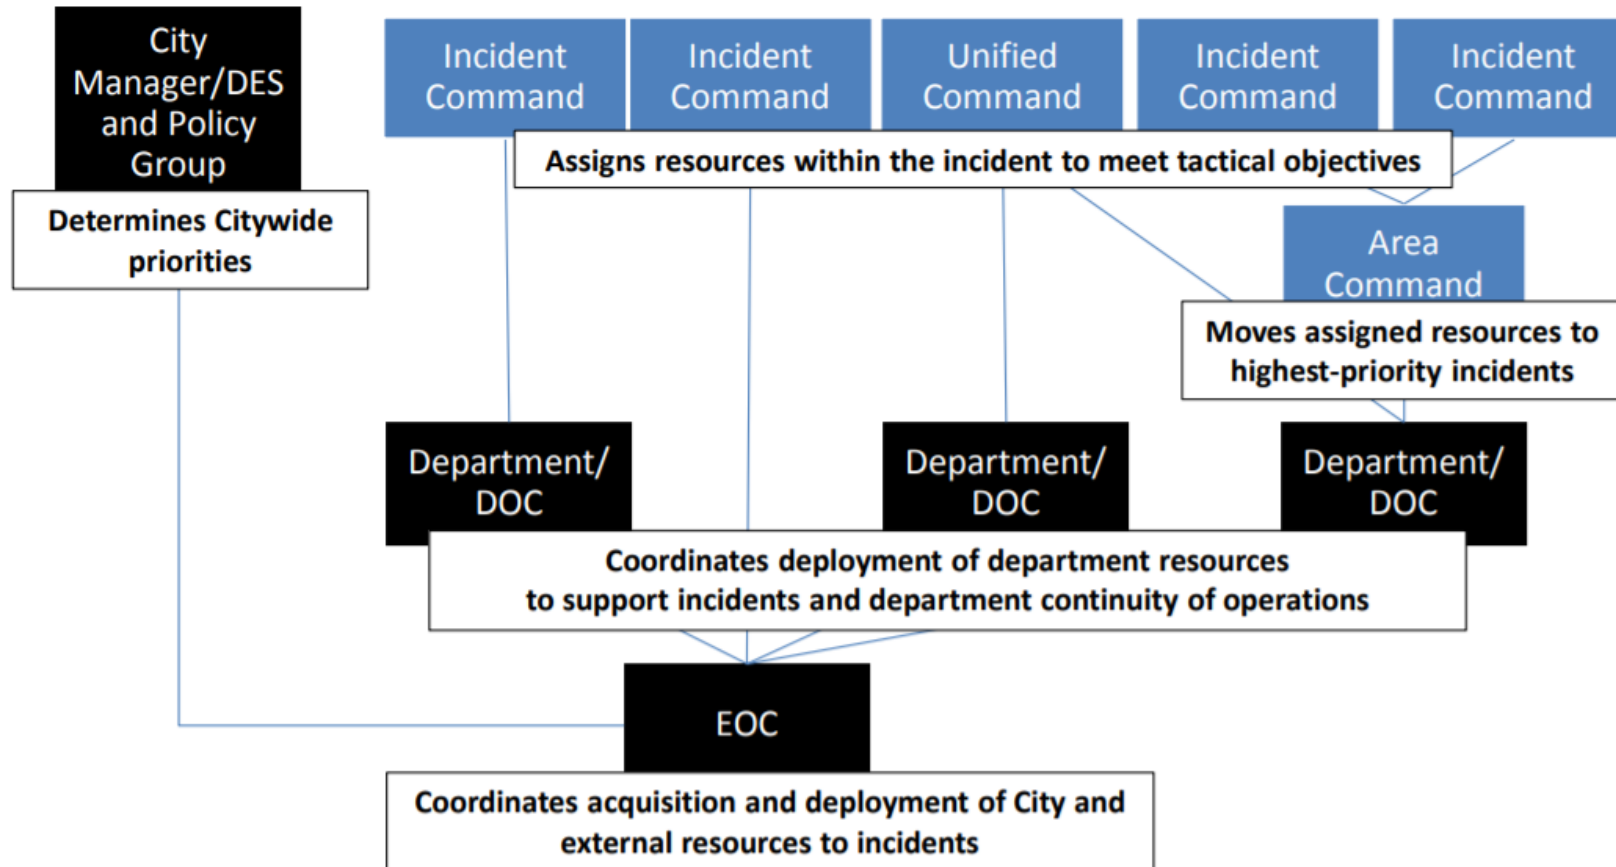 City
Manager/DES
and Policy
Group
Determines Citywide
priorities
Incident
Command
Incident
Command
Unified
Command
Incident
Command
Incident
Command
Assigns resources within the incident to meet tactical objectives
Area
Command
Moves assigned resources to
highest-priority incidents
Department/
DOC
Department/
DOC
Department/
DOC
Coordinates deployment of department resources
to support incidents and department continuity of operations
EOC
Coordinates acquisition and deployment of City and
external resources to incidents